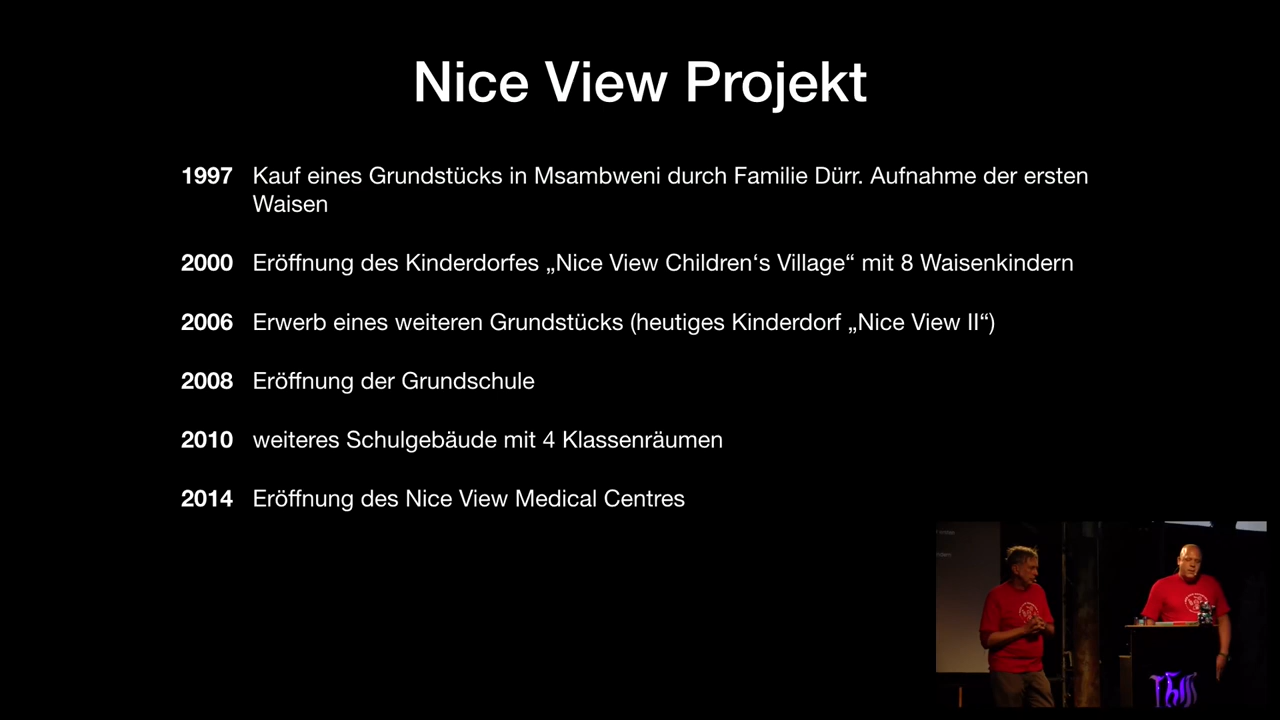 Nice View Projekt
1997 Kauf eines Grundstücks in Msambweni durch Familie Dürr. Aufnahme der ersten
Waisen
2000 Eröffnung des Kinderdorfes „Nice View Children‘s Village“ mit 8 Waisenkindern
2006 Erwerb eines weiteren Grundstücks (heutiges Kinderdorf „Nice View II“)
2008 Eröffnung der Grundschule
2010 weiteres Schulgebäude mit 4 Klassenräumen
2014 Eröffnung des Nice View Medical Centres